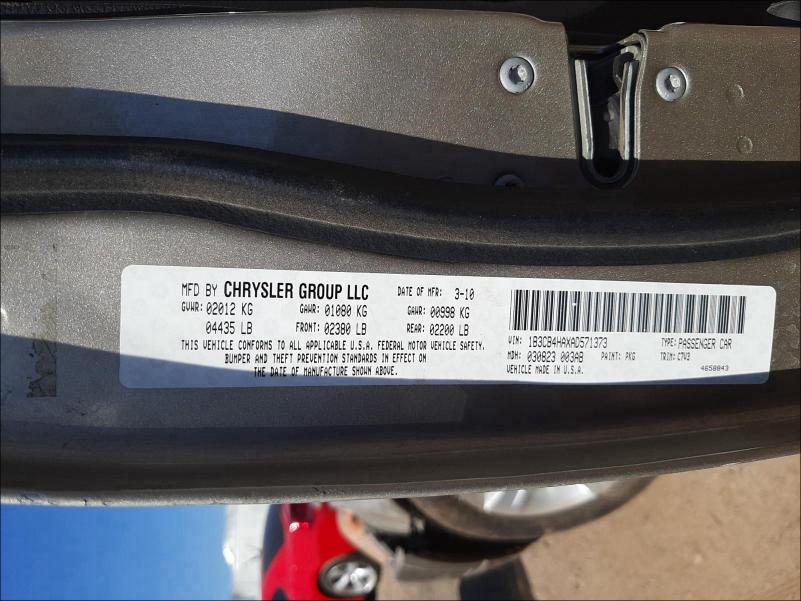 MFD BY CHRYSLER GROUP LLC DATE OF MFR: 3-10
GVWR: 02012 KG GAWR: 01080 KG GAWR: 00998 KG
04435 LB FRONT: 02380 LB REAR: 02200 LB
THIS VEHICLE CONFORMS TO ALL APPLICABLE U.S.A. FEDERAL MOTOR VEHICLE SAFETY,
BUMPER AND THEFT PREVENTION STANDARDS IN EFFECT ON
THE DATE OF MANUFACTURE SHOWN ABOVE.
VIN: 1B3CB4HAXAD571373 TYPE: PASSENGER CAR
MDH: 030823 003AB PAINT: PKG TRIM: C7V3
VEHICLE MADE IN U.S.A. 4658843